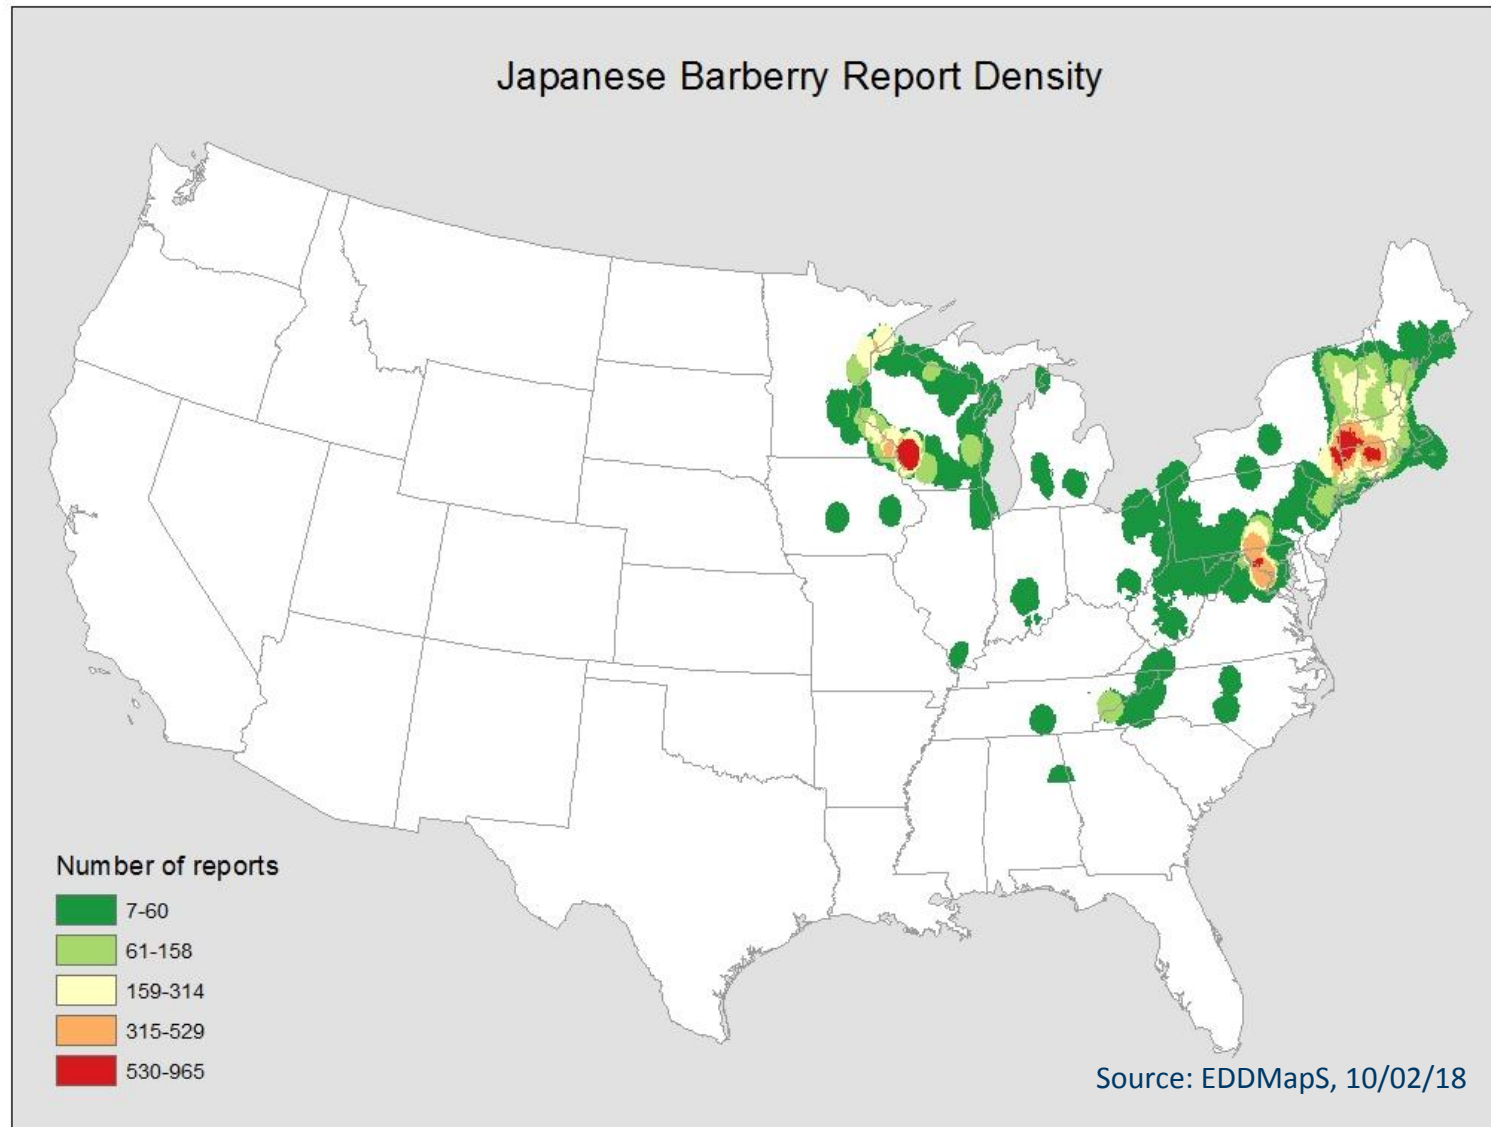 Japanese Barberry Report Density
Number of reports
7-60
61-158
159-314
315-529
530-965
Source: EDDMapS, 10/02/18